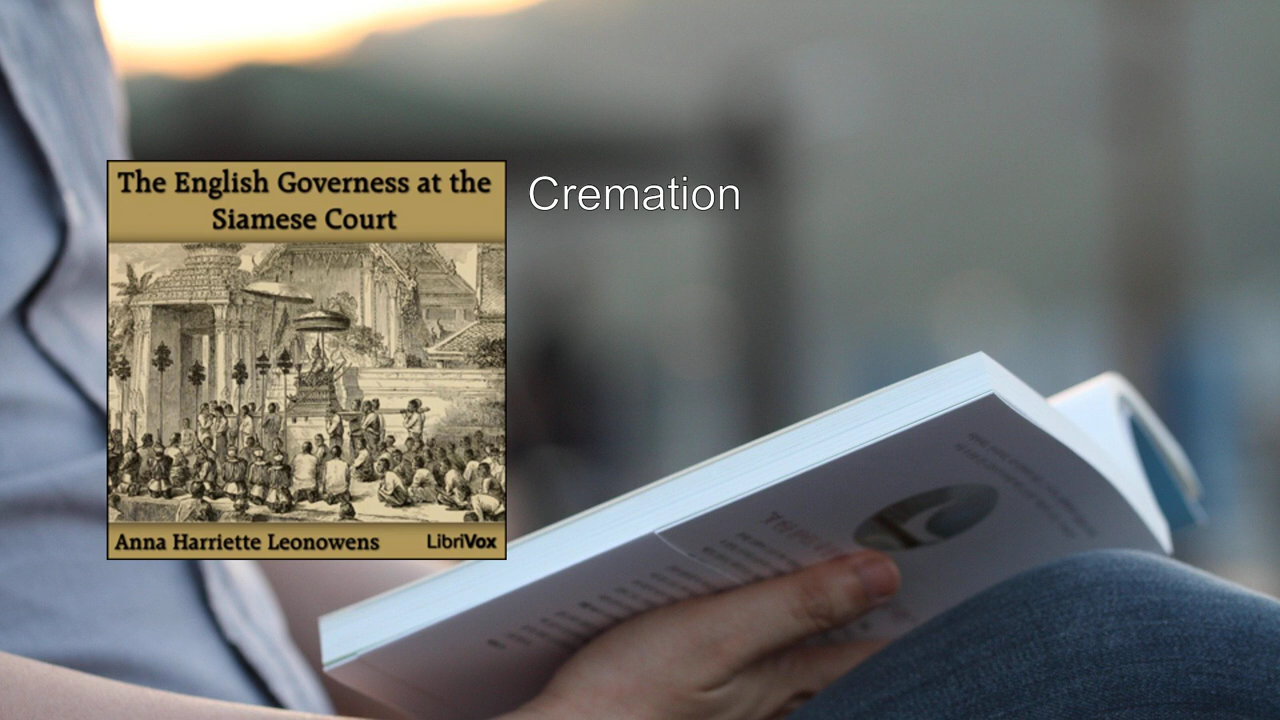 The English Governess at the
Siamese Court
Anna Harriette Leonowens
LibriVox
Cremation